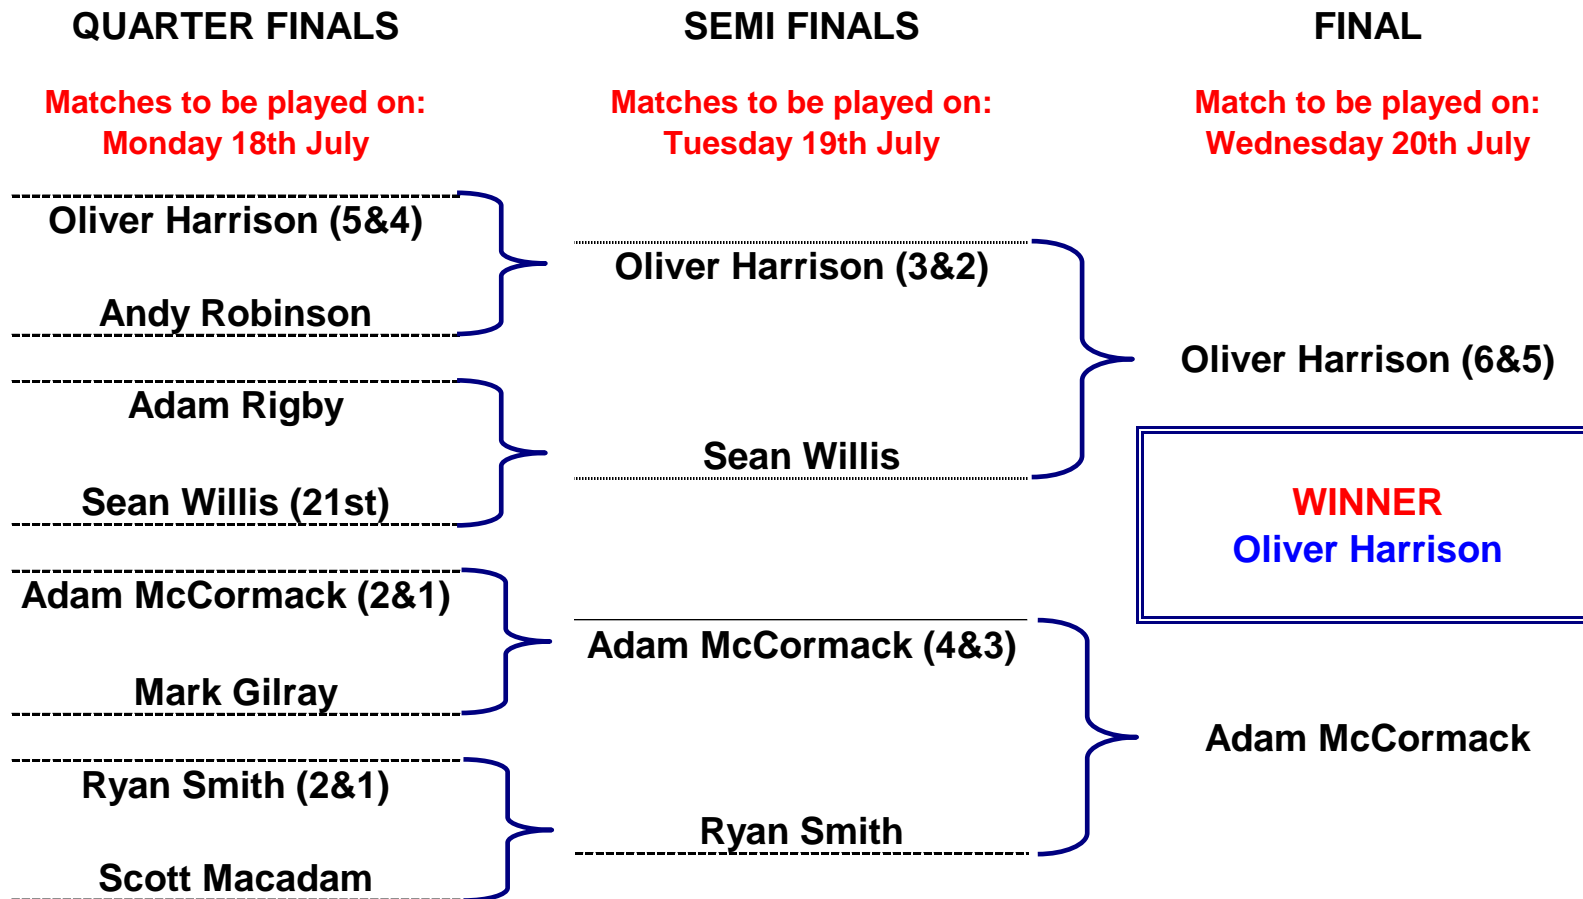 QUARTER FINALS
Matches to be played on:
Monday 18th July
Oliver Harrison (5&4)
Andy Robinson
Adam Rigby
Sean Willis (21st)
Adam McCormack (2&1)
Mark Gilray
Ryan Smith (2&1)
Scott Macadam
SEMI FINALS
Matches to be played on:
Tuesday 19th July
Oliver Harrison (3&2)
Sean Willis
Adam McCormack (4&3)
Ryan Smith
FINAL
Match to be played on:
Wednesday 20th July
Oliver Harrison (6&5)
WINNER
Oliver Harrison
Adam McCormack